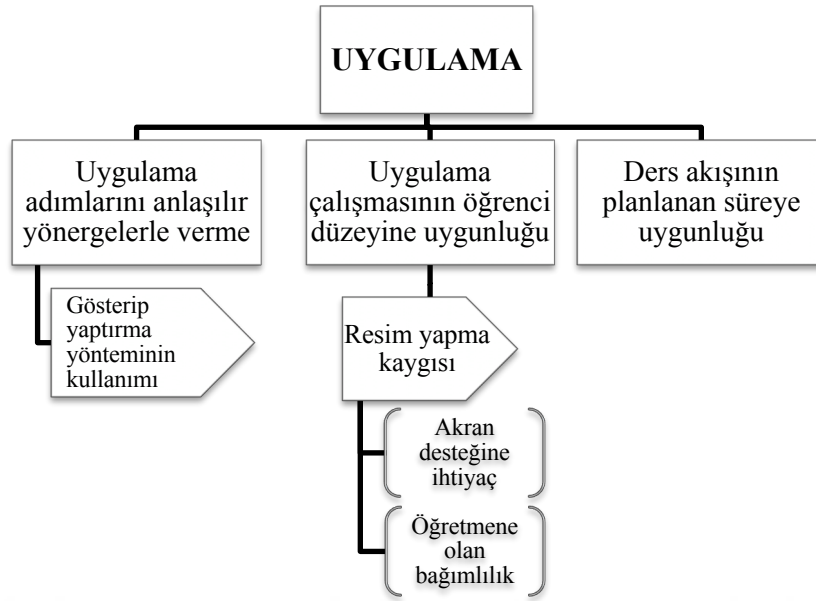 UYGULAMA
Uygulama
adımlarını anlaşılır
yönergelerle verme
Uygulama
çalışmasının öğrenci
düzeyine uygunluğu
Ders akışının
planlanan süreye
uygunluğu
Gösterip
yaptırma
yönteminin
kullanımı
Resim yapma
kaygısı
Akran
desteğine
ihtiyaç
Öğretmene
olan
bağımlılık